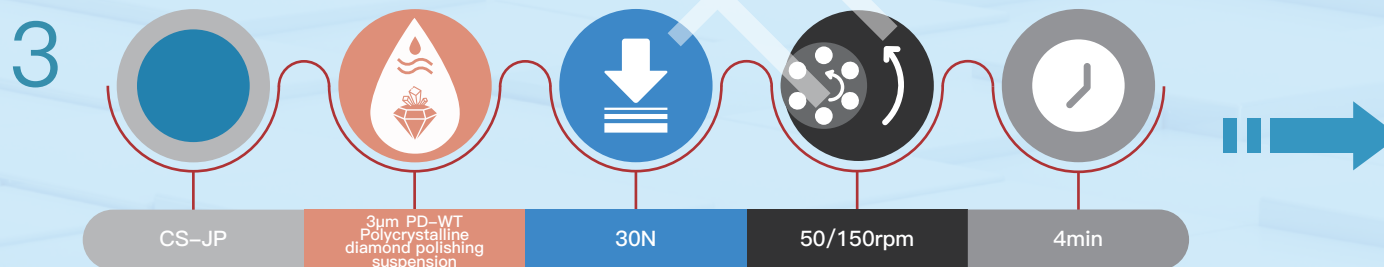 3
CS-JP
3μm PD-WT
Polycrystalline
diamond polishing
suspension
30N
50/150rpm
4min